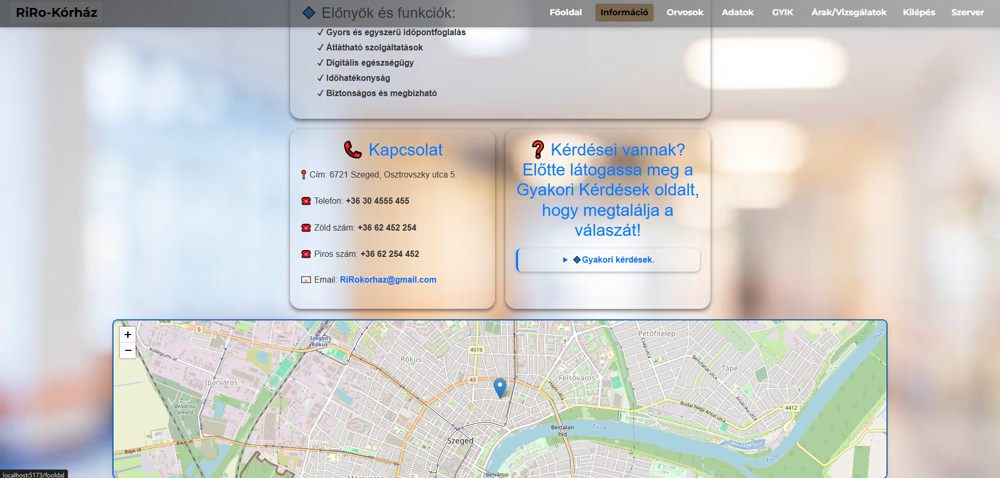 RiRo-Kórház
Főoldal
Információ
Orvosok
Adatok
GYIK
Árak/Vizsgálatok
Kilépés
Szerver
Előnyök és funkciók:
✓ Gyors és egyszerű időpontfoglalás
✓ Átlátható szolgáltatások
✓ Digitális egészségügy
✓ Időhatékonyság
✓ Biztonságos és megbízható
Kapcsolat
Cím: 6721 Szeged, Osztrovszky utca 5.
Telefon: +36 30 4555 455
Zöld szám: +36 62 452 254
Piros szám: +36 62 254 452
Email: RiRokorhaz@gmail.com
Kérdései vannak?
Előtte látogassa meg a
Gyakori Kérdések oldalt,
hogy megtalálja a
válaszát!
Gyakori kérdések.
+
−
5408
5
Szeged-
Rókus
Kollégiumi út
4519
Petőfitelep
Csap utca
Tisza
Rókus
Bencfahát utca
Tápé
Iparváros
43
Felsőváros
Hajós utca
Arvácska utca
Belvárosi
temető
Budai Nagy Antal utca
4412
Bertalan
híd
Tisza
Szeged
Bajai út
Bajai út
Tápéi
öblözet
Tisza
Belvárosi
Móraváros
localhost:5173/fooldal